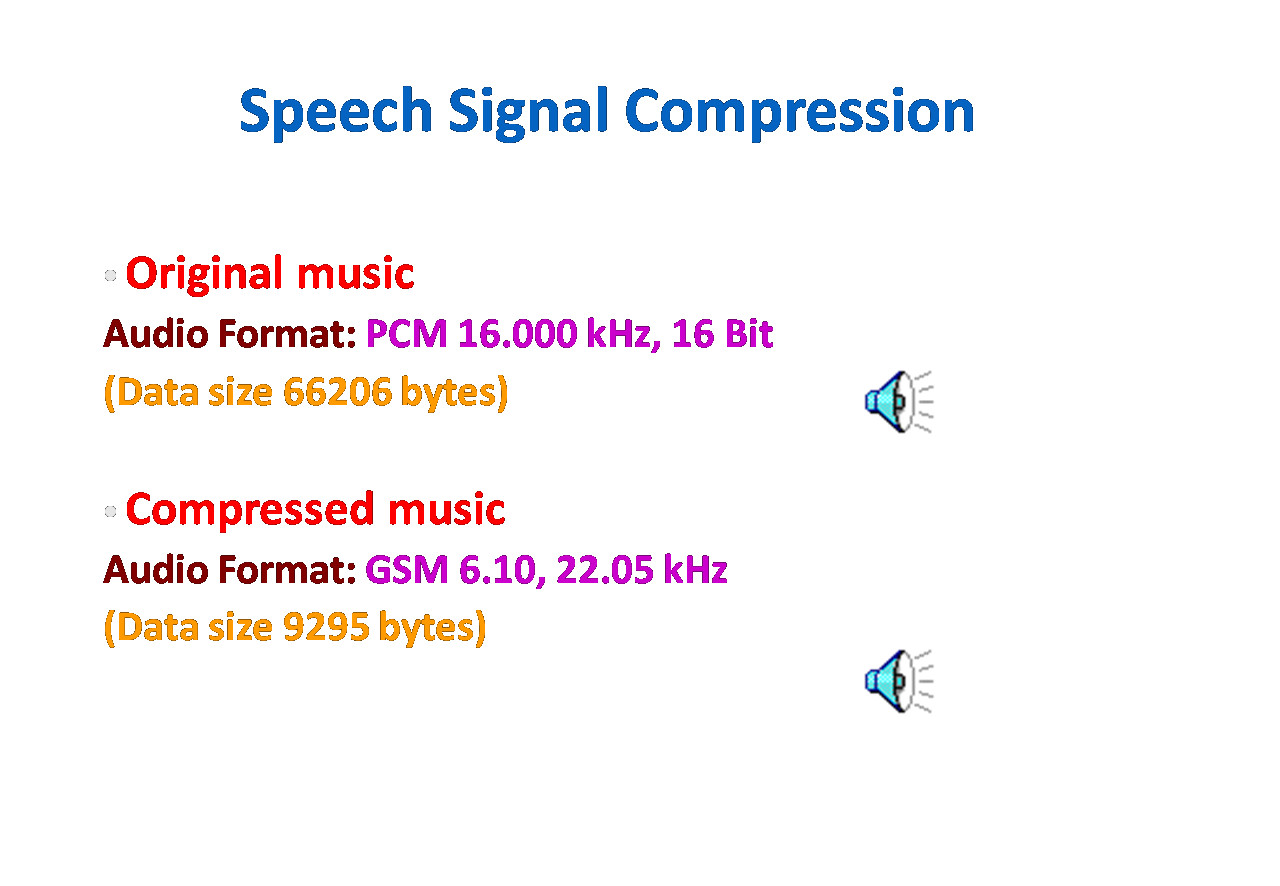 Speech Signal Compression
• Original music
Audio Format: PCM 16.000 kHz, 16 Bit
(Data size 66206 bytes)
• Compressed music
Audio Format: GSM 6.10, 22.05 kHz
(Data size 9295 bytes)